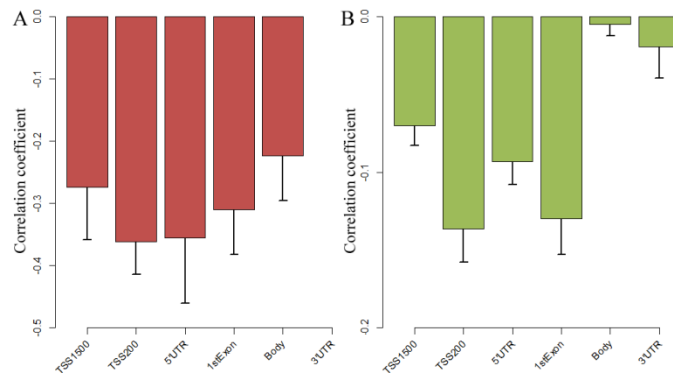 A
Correlation coefficient
0.0
-0.1
-0.2
-0.3
-0.4
-0.5
TSS1500
TSS200
5'UTR
1stExon
Body
3'UTR
B
Correlation coefficient
0.0
-0.1
-0.2
TSS1500
TSS200
5'UTR
1stExon
Body
3'UTR